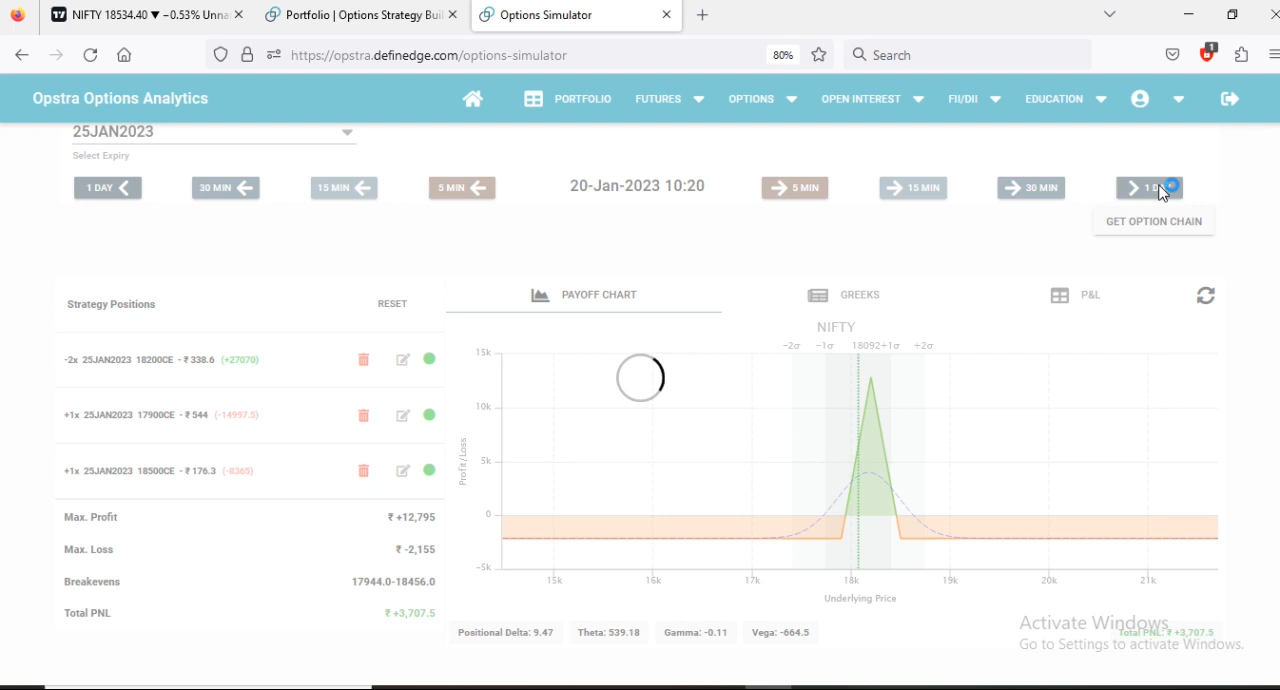 NIFTY 18534.40 ▼ −0.53% Unna
Portfolio | Options Strategy Buil
Options Simulator
https://opstra.definedge.com/options-simulator
80%
Search
1
Opstra Options Analytics
PORTFOLIO
FUTURES
OPTIONS
OPEN INTEREST
FII/DII
EDUCATION
25JAN2023
Select Expiry
1 DAY
30 MIN
15 MIN
5 MIN
20-Jan-2023 10:20
5 MIN
15 MIN
30 MIN
1 D
GET OPTION CHAIN
Strategy Positions
RESET
PAYOFF CHART
GREEKS
P&L
-2x 25JAN2023 18200CE - ₹ 338.6 (+27070)
+1x 25JAN2023 17900CE - ₹ 544 (-14997.5)
+1x 25JAN2023 18500CE - ₹ 176.3 (-8365)
Max. Profit ₹ +12,795
Max. Loss ₹ -2,155
Breakevens 17944.0-18456.0
Total PNL ₹ +3,707.5
NIFTY
-2σ -1σ 18092+1σ +2σ
15k
10k
5k
0
-5k
Profit/Loss
15k 16k 17k 18k 19k 20k 21k
Underlying Price
Positional Delta: 9.47
Theta: 539.18
Gamma: -0.11
Vega: -664.5
Total PNL: ₹ +3,707.5
Activate Windows
Go to Settings to activate Windows.